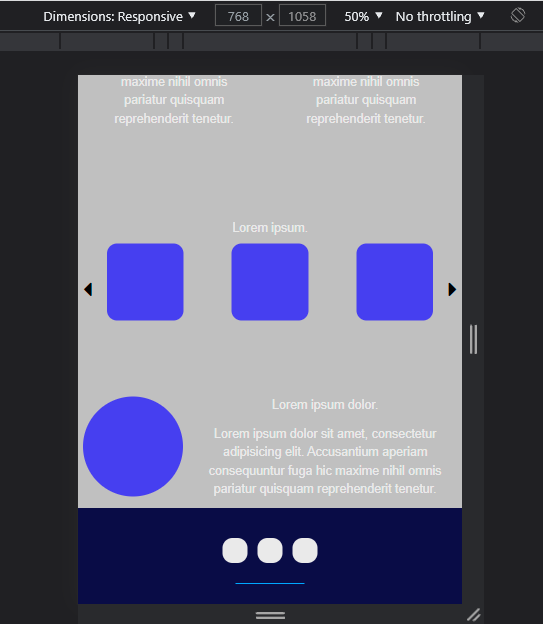 Dimensions: Responsive ▼ 768 × 1058 50% ▼ No throttling ▼
maxime nihil omnis maxime nihil omnis
pariatur quisquam pariatur quisquam
reprehenderit tenetur. reprehenderit tenetur.
Lorem ipsum.
Lorem ipsum dolor.
Lorem ipsum dolor sit amet, consectetur
adipisicing elit. Accusantium aperiam
consequuntur fuga hic maxime nihil omnis
pariatur quisquam reprehenderit tenetur.